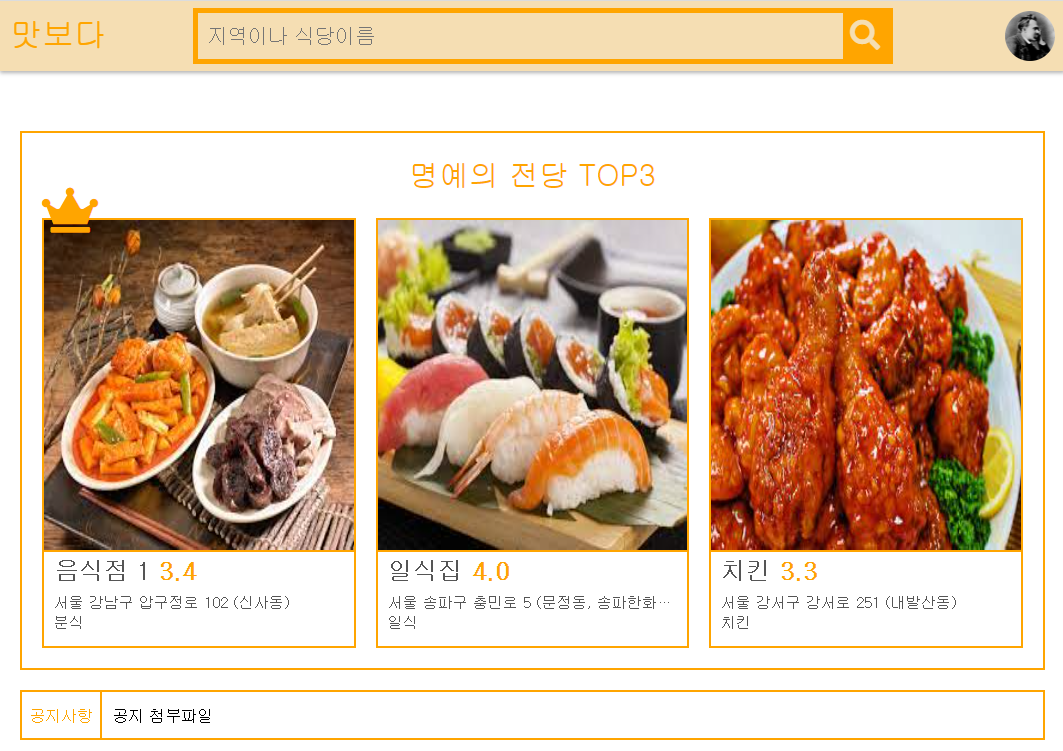 맛보다
지역이나 식당이름
명예의 전당 TOP3
음식점 1 3.4
서울 강남구 압구정로 102 (신사동)
분식
일식집 4.0
서울 송파구 충민로 5 (문정동, 송파한화…
일식
치킨 3.3
서울 강서구 강서로 251 (내발산동)
치킨
공지사항
공지 첨부파일